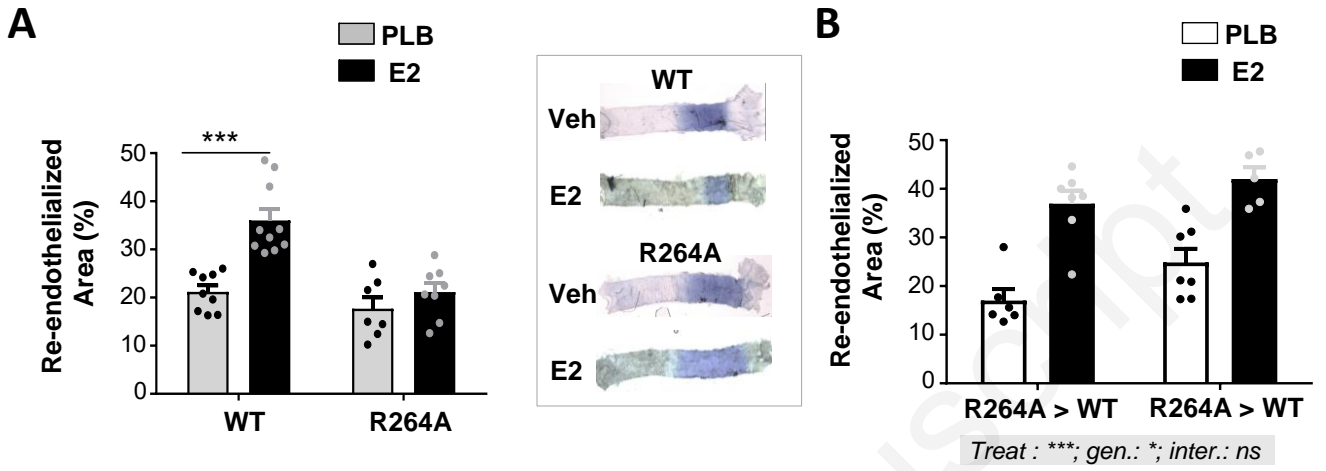 A
PLB
E2
***
Re-endothelialized
Area (%)
50
40
30
20
10
0
WT
R264A
WT
Veh
E2
R264A
Veh
E2
B
PLB
E2
Re-endothelialized
Area (%)
50
40
30
20
10
0
R264A > WT
R264A > WT
Treat : ***; gen.: *; inter.: ns